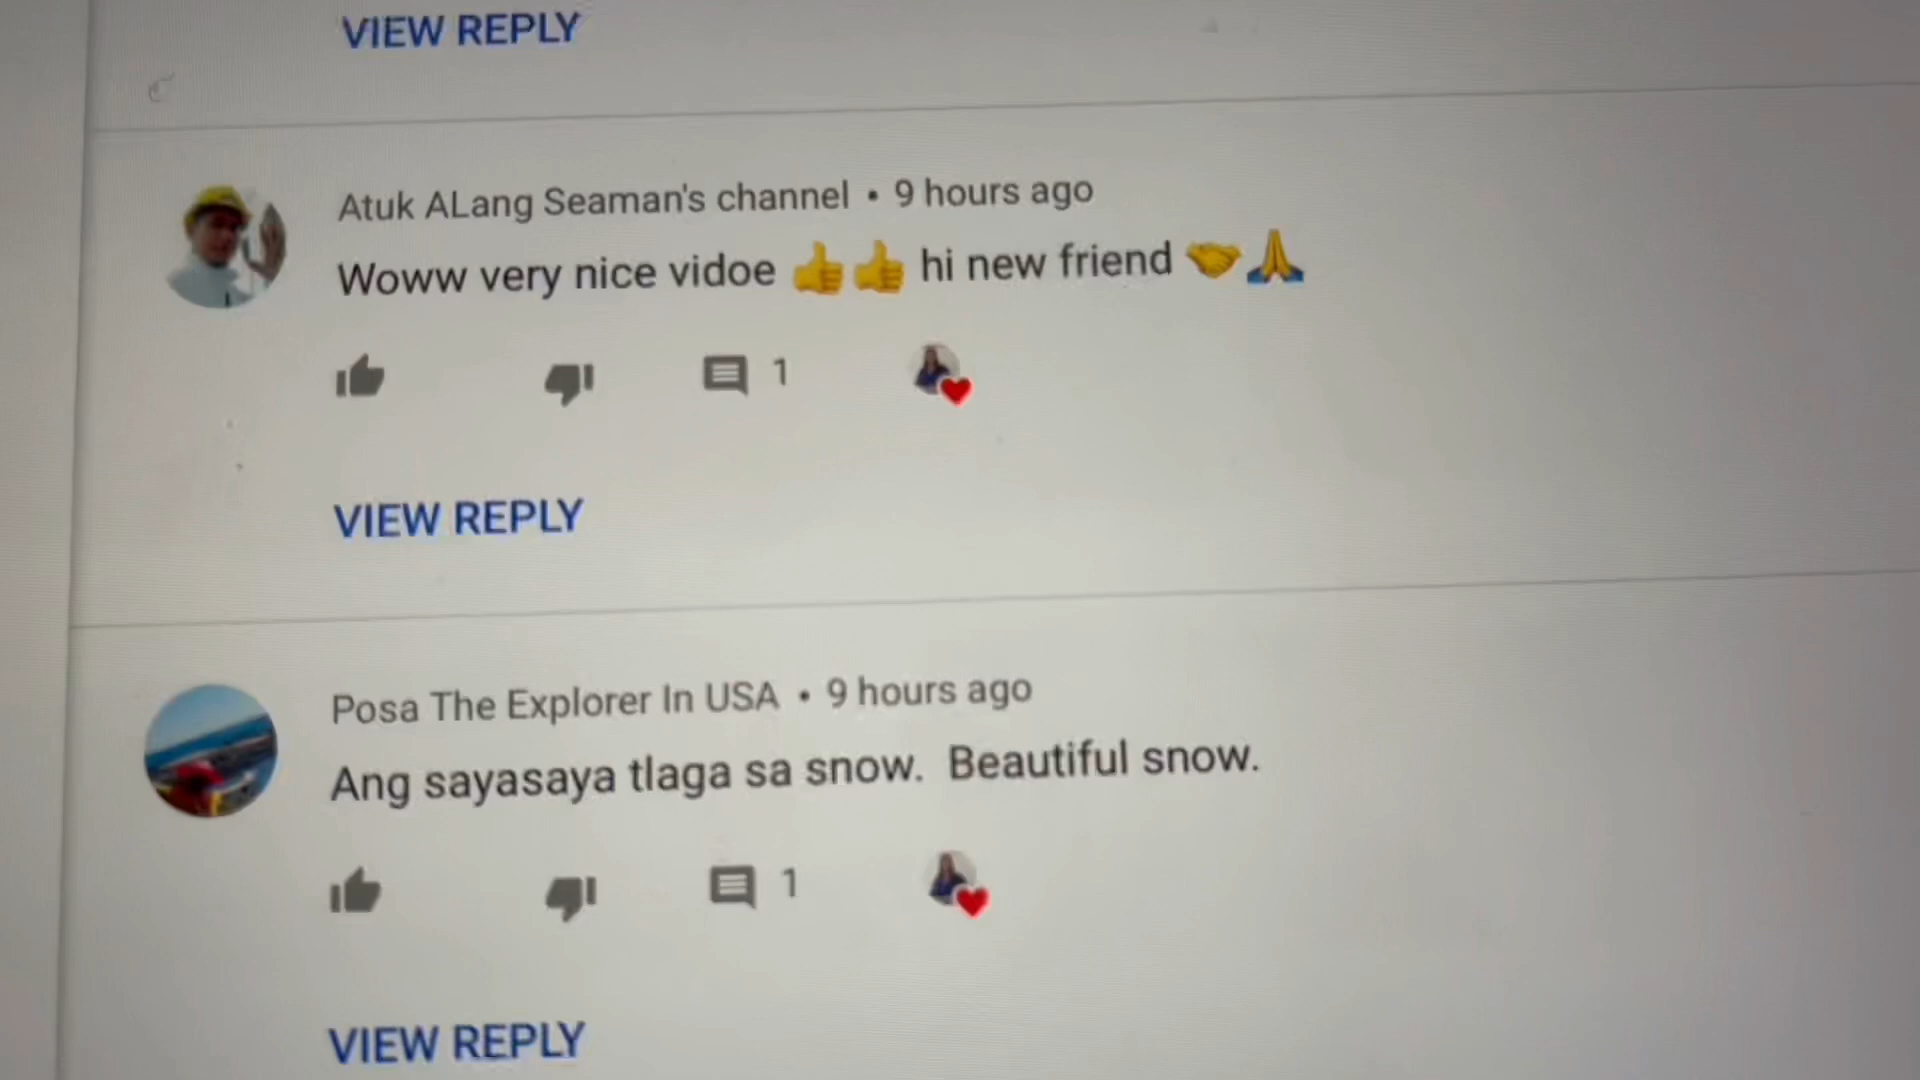 VIEW REPLY
Atuk ALang Seaman's channel • 9 hours ago
Woww very nice vidoe 👍👍 hi new friend 🤝🙏
1
VIEW REPLY
Posa The Explorer In USA • 9 hours ago
Ang sayasaya tlaga sa snow. Beautiful snow.
1
VIEW REPLY